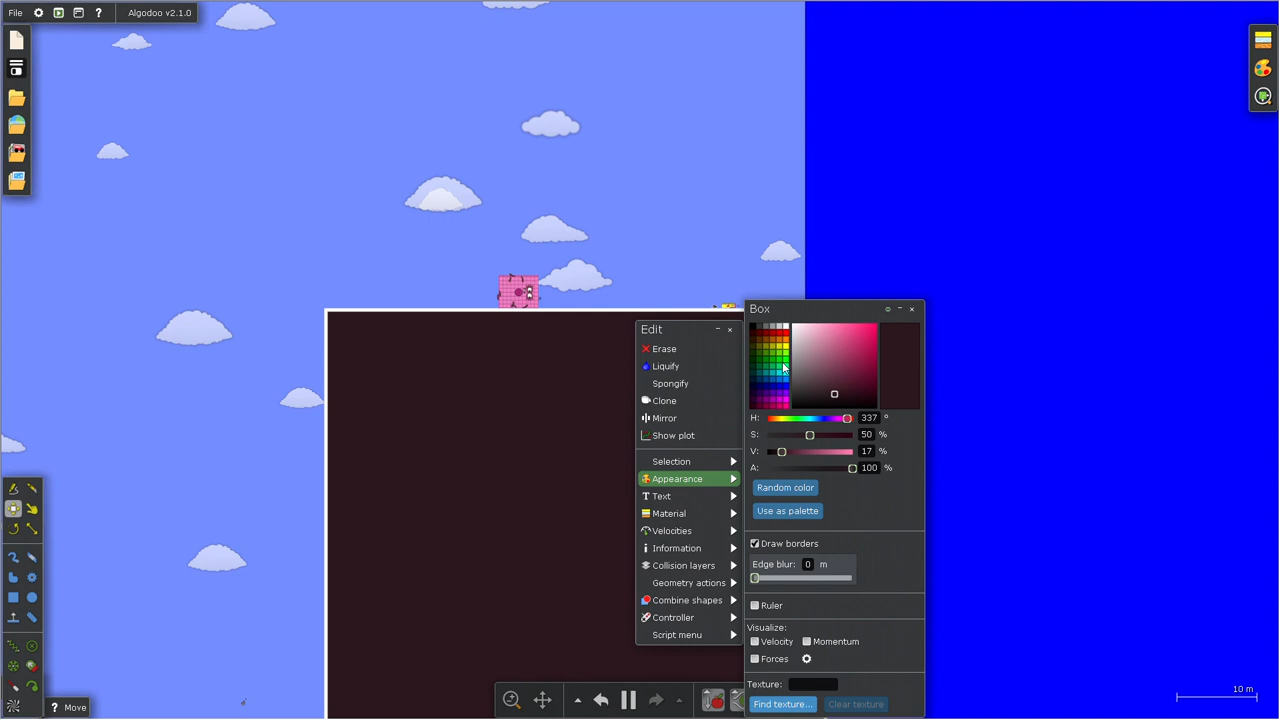 File ? Algodoo v2.1.0
Box
Edit
Erase
Liquify
Spongify
Clone
Mirror
Show plot
Selection
Appearance
Text
Material
Velocities
Information
Collision layers
Geometry actions
Combine shapes
Controller
Script menu
H: 337 °
S: 50 %
V: 17 %
A: 100 %
Random color
Use as palette
Draw borders
Edge blur: 0 m
Ruler
Visualize:
Velocity Momentum
Forces
Texture:
Find texture... Clear texture
? Move
10 m